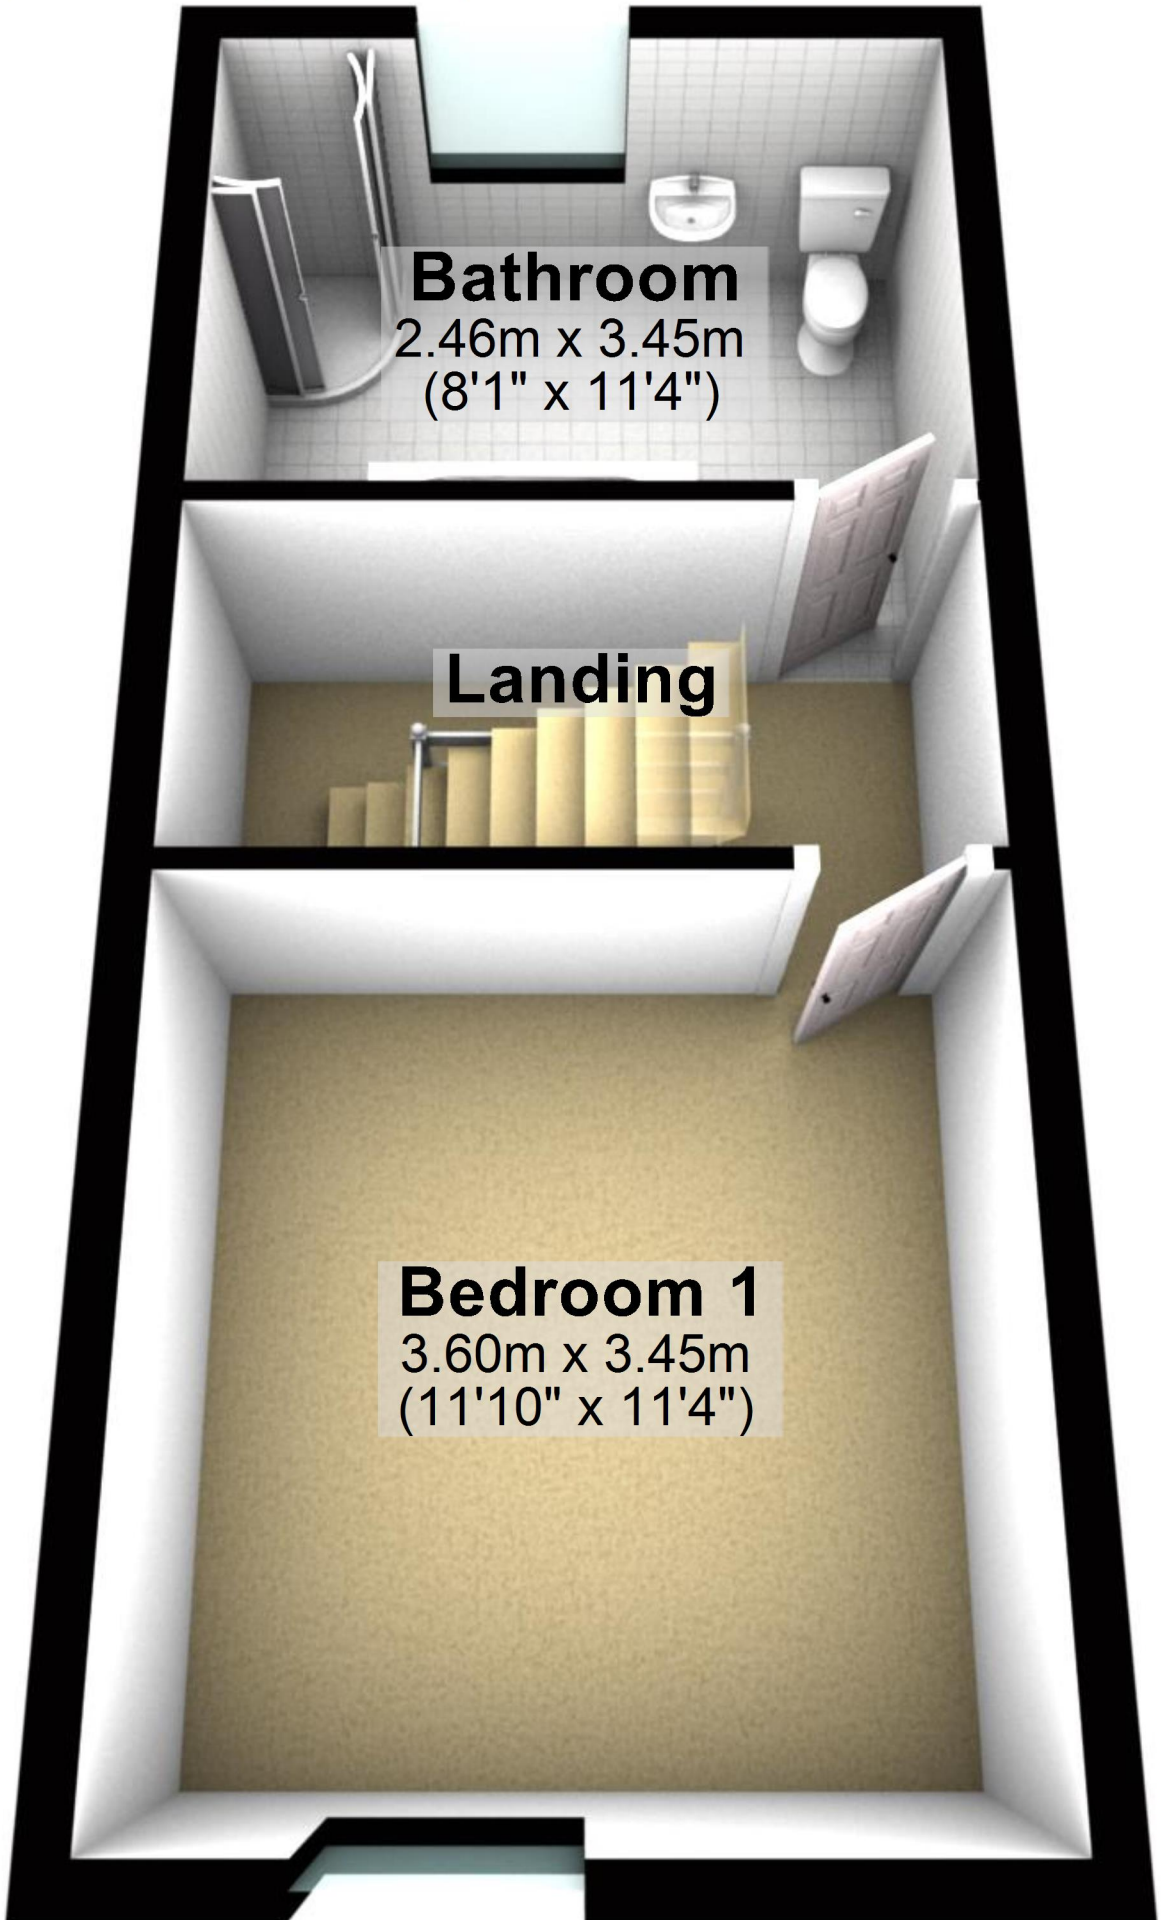 Bathroom
2.46m x 3.45m
(8'1" x 11'4")
Landing
Bedroom 1
3.60m x 3.45m
(11'10" x 11'4")